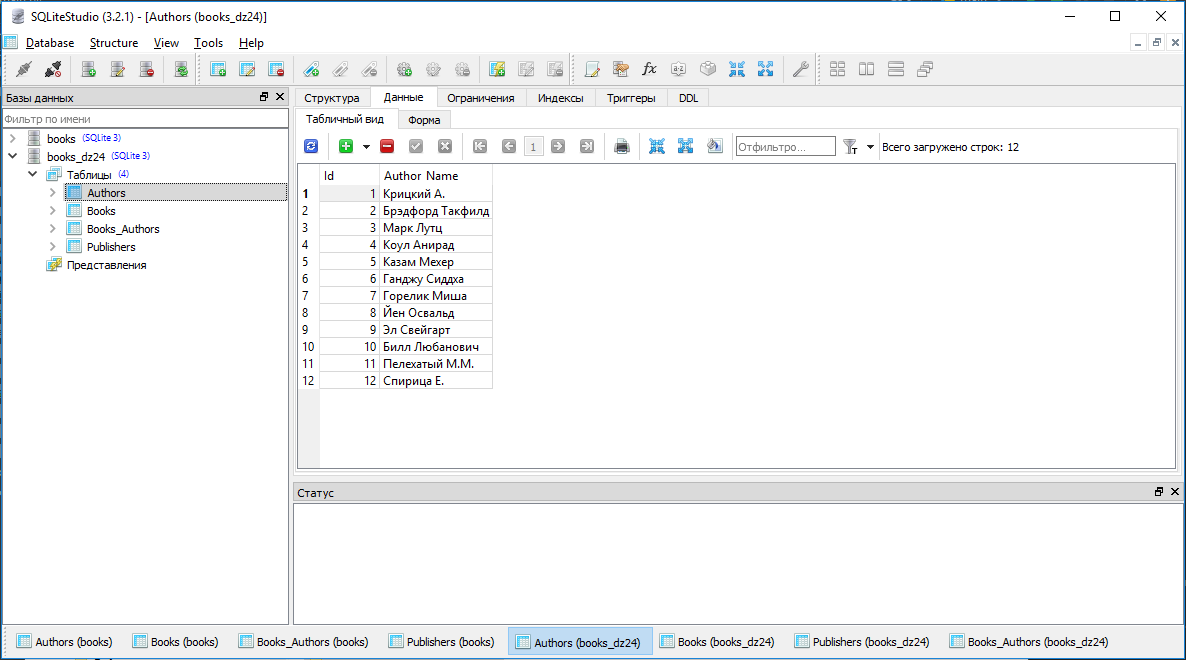 SQLiteStudio (3.2.1) - [Authors (books_dz24)]
Database Structure View Tools Help
Базы данных
Фильтр по имени
books (SQLite 3)
books_dz24 (SQLite 3)
Таблицы (4)
Authors
Books
Books_Authors
Publishers
Представления
Структура Данные Ограничения Индексы Триггеры DDL
Табличный вид Форма
1 Отфильтро... Всего загружено строк: 12
Id Author Name
1 1 Крицкий А.
2 2 Брэдфорд Такфилд
3 3 Марк Лутц
4 4 Коул Анирад
5 5 Казам Мехер
6 6 Ганджу Сиддха
7 7 Горелик Миша
8 8 Йен Освальд
9 9 Эл Свейгарт
10 10 Билл Любанович
11 11 Пелехатый М.М.
12 12 Спирица Е.
Статус
Authors (books) Books (books) Books_Authors (books) Publishers (books) Authors (books_dz24) Books (books_dz24) Publishers (books_dz24) Books_Authors (books_dz24)